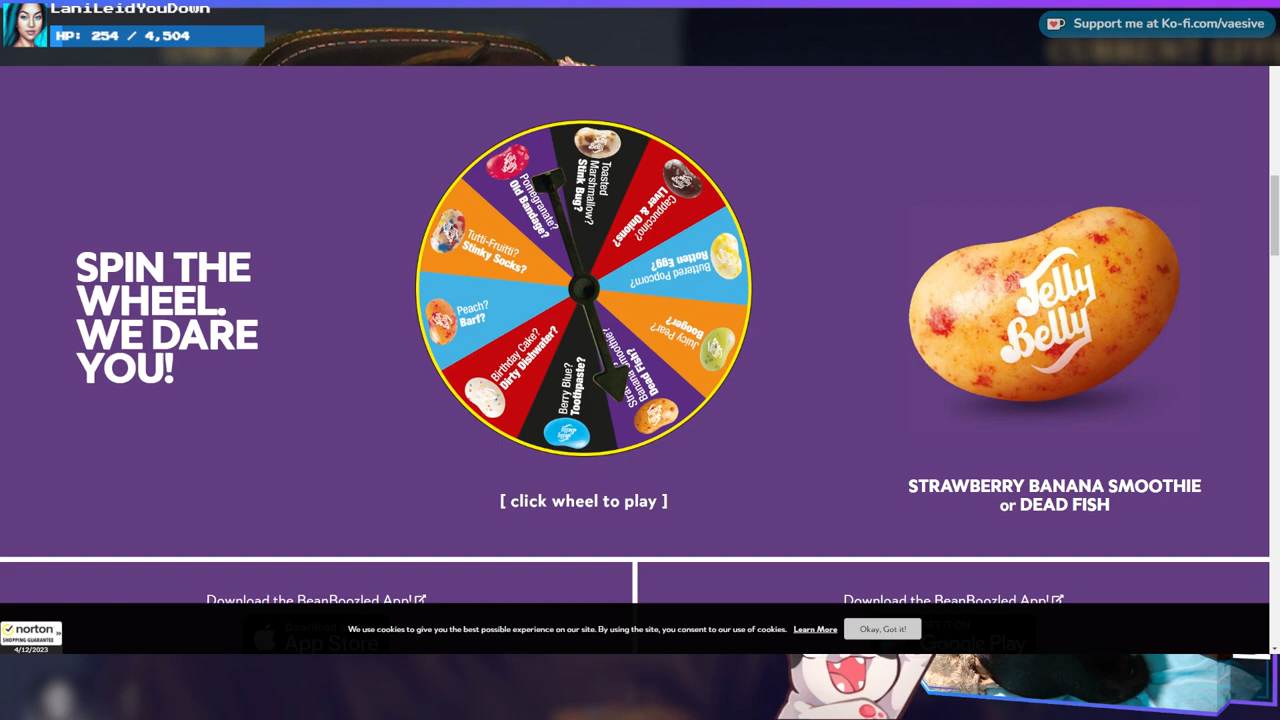 LaniLeidYouDown
HP: 254 / 4,504
Support me at Ko-fi.com/vaesive
SPIN THE
WHEEL.
WE DARE
YOU!
Toasted
Marshmallow?
Stink Bug?
Cappuccino?
Liver & Onions?
Buttered Popcorn?
Rotten Egg?
Juicy Pear?
Booger?
Banana Smoothie?
Dead Fish?
Berry Blue?
Toothpaste?
Birthday Cake?
Dirty Dishwater?
Peach?
Barf?
Tutti-Fruitti?
Stinky Socks?
Pomegranate?
Old Bandage?
[ click wheel to play ]
Jelly
Belly
STRAWBERRY BANANA SMOOTHIE
or DEAD FISH
Download the BeanBoozled App!
Download the BeanBoozled App!
App Store
Google Play
norton
SHOPPING GUARANTEE
4/12/2023
We use cookies to give you the best possible experience on our site. By using the site, you consent to our use of cookies. Learn More
Okay, Got it!